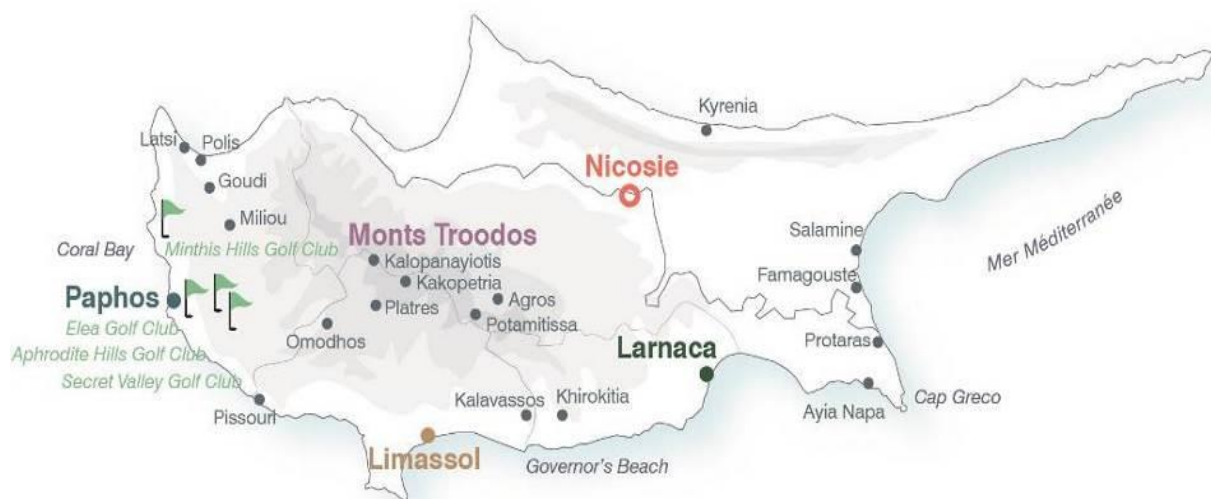 Kyrenia
Latsi
Polis
Nicosie
Goudi
Miliou
Salamine
Mer Méditerranée
Monts Troodos
Coral Bay
Minthis Hills Golf Club
Kalopanayiotis
Famagouste
Kakopetria
Paphos
Agros
Platres
Potamitissa
Elea Golf Club
Omodhos
Protaras
Larnaca
Aphrodite Hills Golf Club
Secret Valley Golf Club
Pissouri
Kalavassos
Khirokitia
Ayia Napa
Cap Greco
Limassol
Governor's Beach